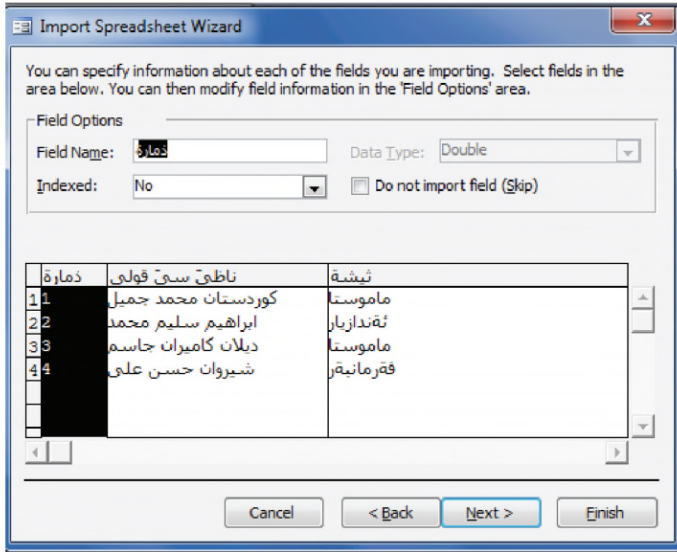 Import Spreadsheet Wizard
You can specify information about each of the fields you are importing. Select fields in the
area below. You can then modify field information in the 'Field Options' area.
Field Options
Field Name: ذمارة Data Type: Double
Indexed: No Do not import field (Skip)
ذمارة ناظىَ سىَ قولى ثيشة
1 1 كوردستان محمد جميل ماموستا
2 2 ابراهيم سليم محمد ئةندازيار
3 3 ديلان كاميران جاسم ماموستا
4 4 شيروان حسن على فةرمانبةر
Cancel < Back Next > Finish